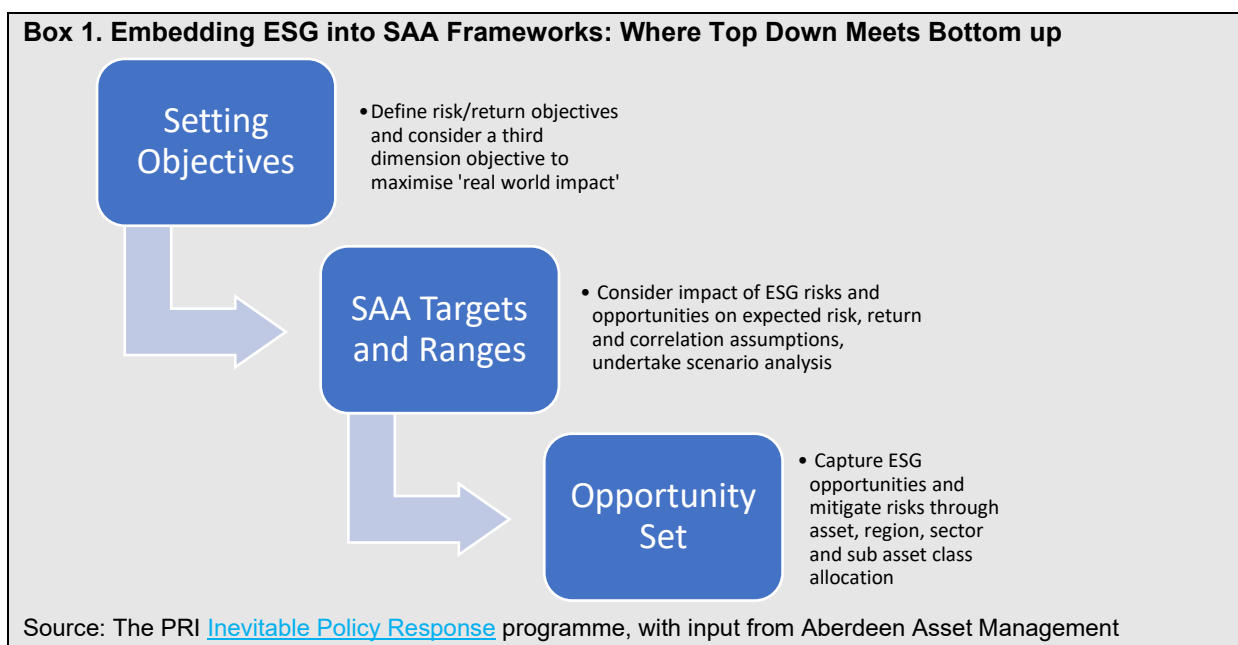 Box 1. Embedding ESG into SAA Frameworks: Where Top Down Meets Bottom up
Setting
Objectives
•Define risk/return objectives
and consider a third
dimension objective to
maximise 'real world impact'
SAA Targets
and Ranges
• Consider impact of ESG risks and
opportunities on expected risk, return
and correlation assumptions,
undertake scenario analysis
Opportunity
Set
• Capture ESG
opportunities and
mitigate risks through
asset, region, sector
and sub asset class
allocation
Source: The PRI Inevitable Policy Response programme, with input from Aberdeen Asset Management